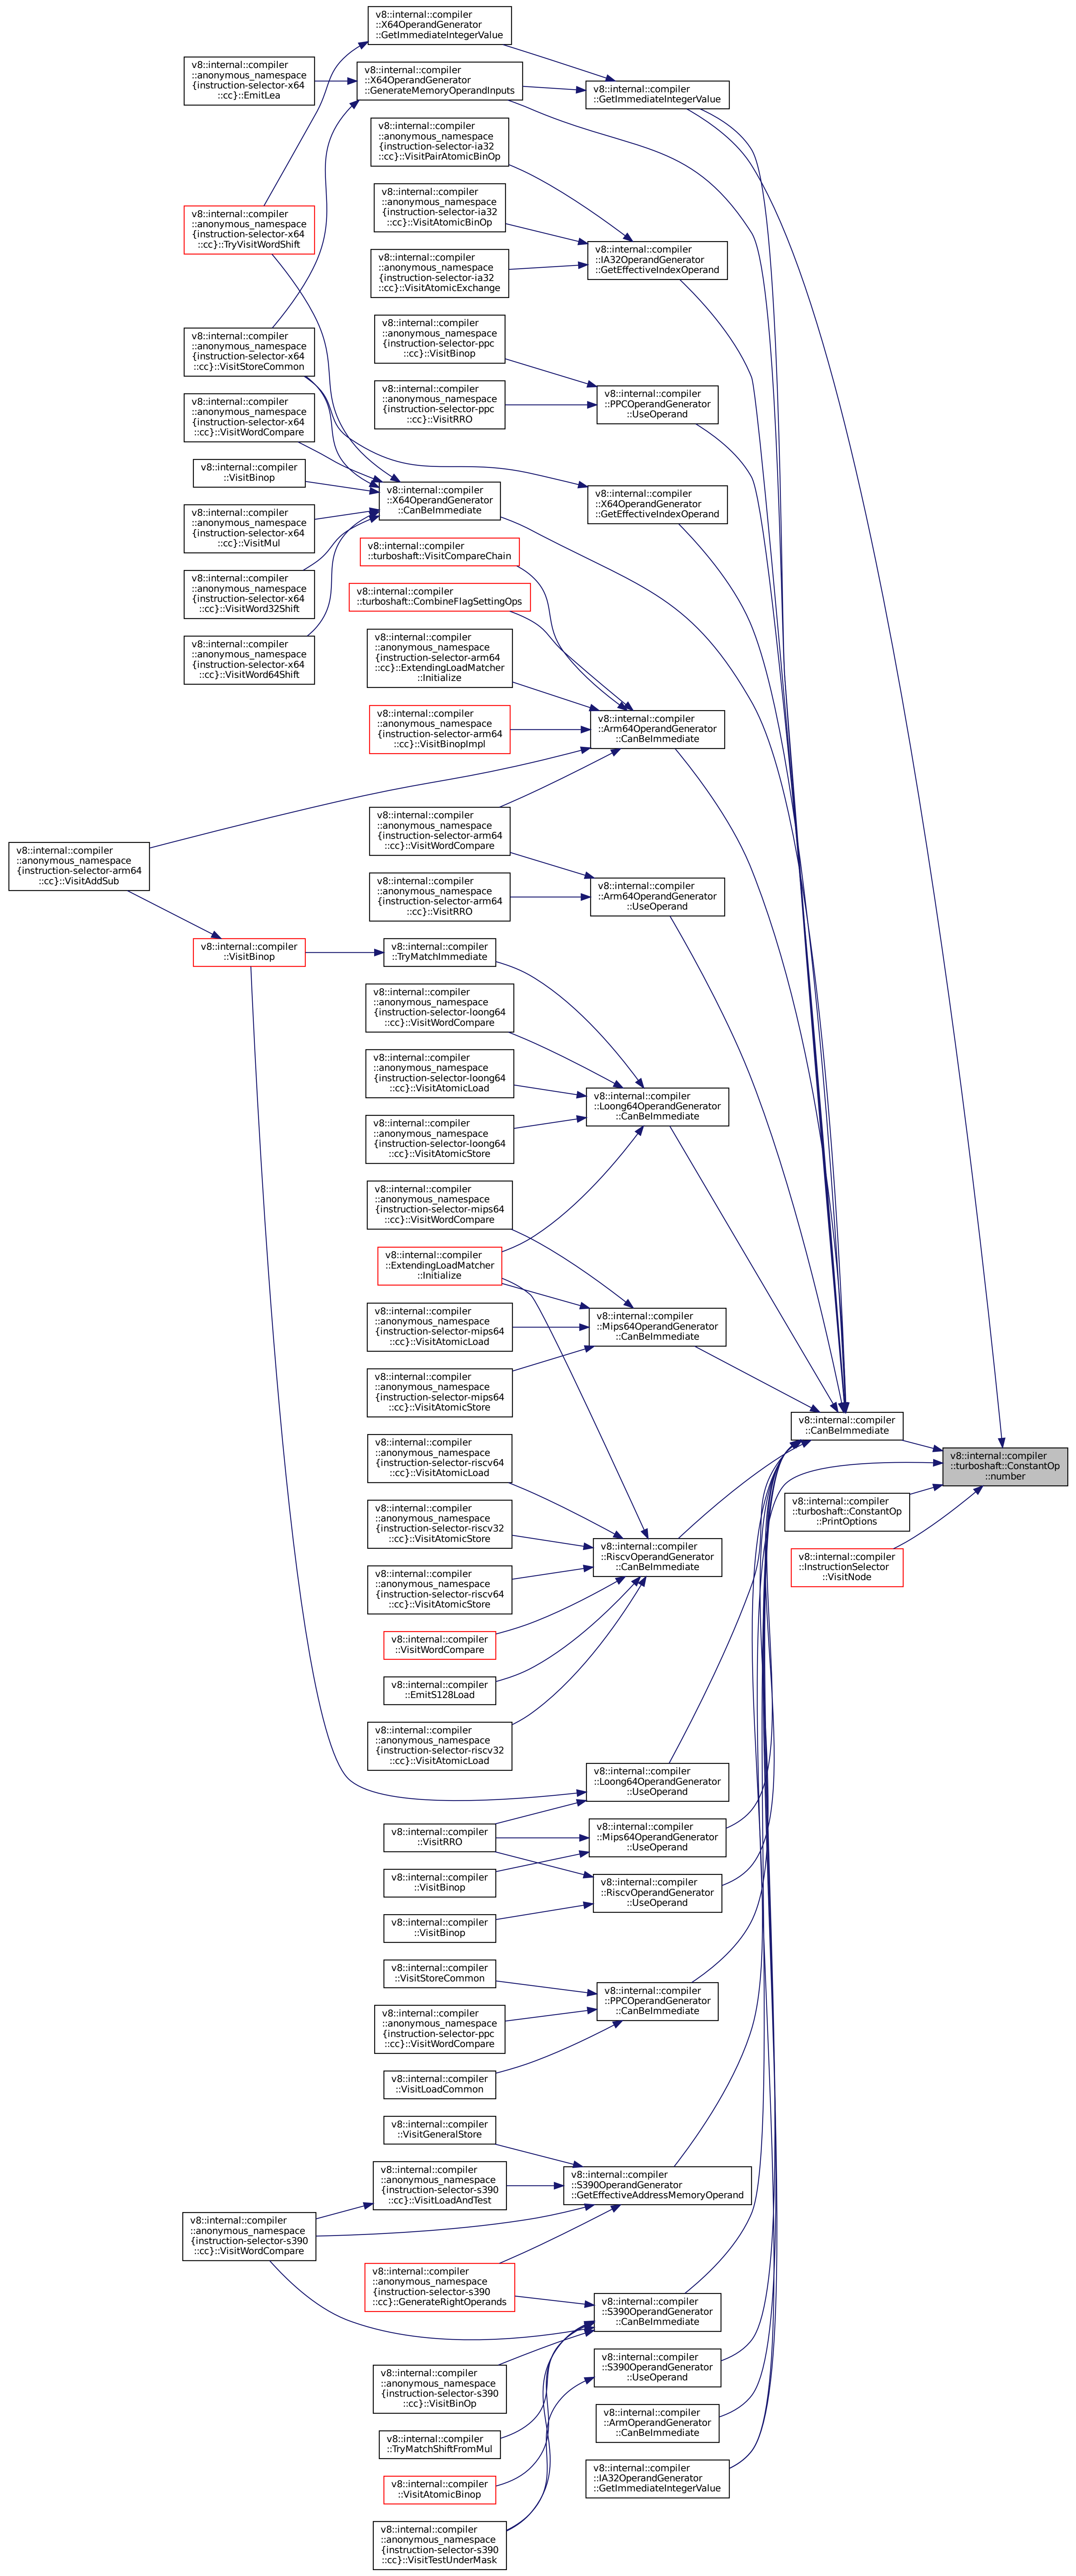 v8::internal::compiler
::X64OperandGenerator
::GetImmediateIntegerValue
v8::internal::compiler
::anonymous_namespace
{instruction-selector-x64
::cc}::EmitLea
v8::internal::compiler
::X64OperandGenerator
::GenerateMemoryOperandInputs
v8::internal::compiler
::GetImmediateIntegerValue
v8::internal::compiler
::anonymous_namespace
{instruction-selector-ia32
::cc}::VisitPairAtomicBinOp
v8::internal::compiler
::anonymous_namespace
{instruction-selector-ia32
::cc}::VisitAtomicBinOp
v8::internal::compiler
::anonymous_namespace
{instruction-selector-x64
::cc}::TryVisitWordShift
v8::internal::compiler
::anonymous_namespace
{instruction-selector-ia32
::cc}::VisitAtomicExchange
v8::internal::compiler
::IA32OperandGenerator
::GetEffectiveIndexOperand
v8::internal::compiler
::anonymous_namespace
{instruction-selector-x64
::cc}::VisitStoreCommon
v8::internal::compiler
::anonymous_namespace
{instruction-selector-ppc
::cc}::VisitBinop
v8::internal::compiler
::anonymous_namespace
{instruction-selector-ppc
::cc}::VisitRRO
v8::internal::compiler
::PPCOperandGenerator
::UseOperand
v8::internal::compiler
::anonymous_namespace
{instruction-selector-x64
::cc}::VisitWordCompare
v8::internal::compiler
::VisitBinop
v8::internal::compiler
::X64OperandGenerator
::CanBeImmediate
v8::internal::compiler
::X64OperandGenerator
::GetEffectiveIndexOperand
v8::internal::compiler
::anonymous_namespace
{instruction-selector-x64
::cc}::VisitMul
v8::internal::compiler
::turboshaft::VisitCompareChain
v8::internal::compiler
::anonymous_namespace
{instruction-selector-x64
::cc}::VisitWord32Shift
v8::internal::compiler
::turboshaft::CombineFlagSettingOps
v8::internal::compiler
::anonymous_namespace
{instruction-selector-x64
::cc}::VisitWord64Shift
v8::internal::compiler
::anonymous_namespace
{instruction-selector-arm64
::cc}::ExtendingLoadMatcher
::Initialize
v8::internal::compiler
::anonymous_namespace
{instruction-selector-arm64
::cc}::VisitBinopImpl
v8::internal::compiler
::Arm64OperandGenerator
::CanBeImmediate
v8::internal::compiler
::anonymous_namespace
{instruction-selector-arm64
::cc}::VisitWordCompare
v8::internal::compiler
::anonymous_namespace
{instruction-selector-arm64
::cc}::VisitAddSub
v8::internal::compiler
::anonymous_namespace
{instruction-selector-arm64
::cc}::VisitRRO
v8::internal::compiler
::Arm64OperandGenerator
::UseOperand
v8::internal::compiler
::VisitBinop
v8::internal::compiler
::TryMatchImmediate
v8::internal::compiler
::anonymous_namespace
{instruction-selector-loong64
::cc}::VisitWordCompare
v8::internal::compiler
::anonymous_namespace
{instruction-selector-loong64
::cc}::VisitAtomicLoad
v8::internal::compiler
::Loong64OperandGenerator
::CanBeImmediate
v8::internal::compiler
::anonymous_namespace
{instruction-selector-loong64
::cc}::VisitAtomicStore
v8::internal::compiler
::anonymous_namespace
{instruction-selector-mips64
::cc}::VisitWordCompare
v8::internal::compiler
::ExtendingLoadMatcher
::Initialize
v8::internal::compiler
::anonymous_namespace
{instruction-selector-mips64
::cc}::VisitAtomicLoad
v8::internal::compiler
::Mips64OperandGenerator
::CanBeImmediate
v8::internal::compiler
::anonymous_namespace
{instruction-selector-mips64
::cc}::VisitAtomicStore
v8::internal::compiler
::CanBeImmediate
v8::internal::compiler
::turboshaft::ConstantOp
::number
v8::internal::compiler
::anonymous_namespace
{instruction-selector-riscv64
::cc}::VisitAtomicLoad
v8::internal::compiler
::turboshaft::ConstantOp
::PrintOptions
v8::internal::compiler
::anonymous_namespace
{instruction-selector-riscv32
::cc}::VisitAtomicStore
v8::internal::compiler
::RiscvOperandGenerator
::CanBeImmediate
v8::internal::compiler
::InstructionSelector
::VisitNode
v8::internal::compiler
::anonymous_namespace
{instruction-selector-riscv64
::cc}::VisitAtomicStore
v8::internal::compiler
::VisitWordCompare
v8::internal::compiler
::EmitS128Load
v8::internal::compiler
::anonymous_namespace
{instruction-selector-riscv32
::cc}::VisitAtomicLoad
v8::internal::compiler
::Loong64OperandGenerator
::UseOperand
v8::internal::compiler
::VisitRRO
v8::internal::compiler
::Mips64OperandGenerator
::UseOperand
v8::internal::compiler
::VisitBinop
v8::internal::compiler
::RiscvOperandGenerator
::UseOperand
v8::internal::compiler
::VisitBinop
v8::internal::compiler
::VisitStoreCommon
v8::internal::compiler
::PPCOperandGenerator
::CanBeImmediate
v8::internal::compiler
::anonymous_namespace
{instruction-selector-ppc
::cc}::VisitWordCompare
v8::internal::compiler
::VisitLoadCommon
v8::internal::compiler
::VisitGeneralStore
v8::internal::compiler
::anonymous_namespace
{instruction-selector-s390
::cc}::VisitLoadAndTest
v8::internal::compiler
::S390OperandGenerator
::GetEffectiveAddressMemoryOperand
v8::internal::compiler
::anonymous_namespace
{instruction-selector-s390
::cc}::VisitWordCompare
v8::internal::compiler
::anonymous_namespace
{instruction-selector-s390
::cc}::GenerateRightOperands
v8::internal::compiler
::S390OperandGenerator
::CanBeImmediate
v8::internal::compiler
::anonymous_namespace
{instruction-selector-s390
::cc}::VisitBinOp
v8::internal::compiler
::S390OperandGenerator
::UseOperand
v8::internal::compiler
::TryMatchShiftFromMul
v8::internal::compiler
::ArmOperandGenerator
::CanBeImmediate
v8::internal::compiler
::VisitAtomicBinop
v8::internal::compiler
::IA32OperandGenerator
::GetImmediateIntegerValue
v8::internal::compiler
::anonymous_namespace
{instruction-selector-s390
::cc}::VisitTestUnderMask